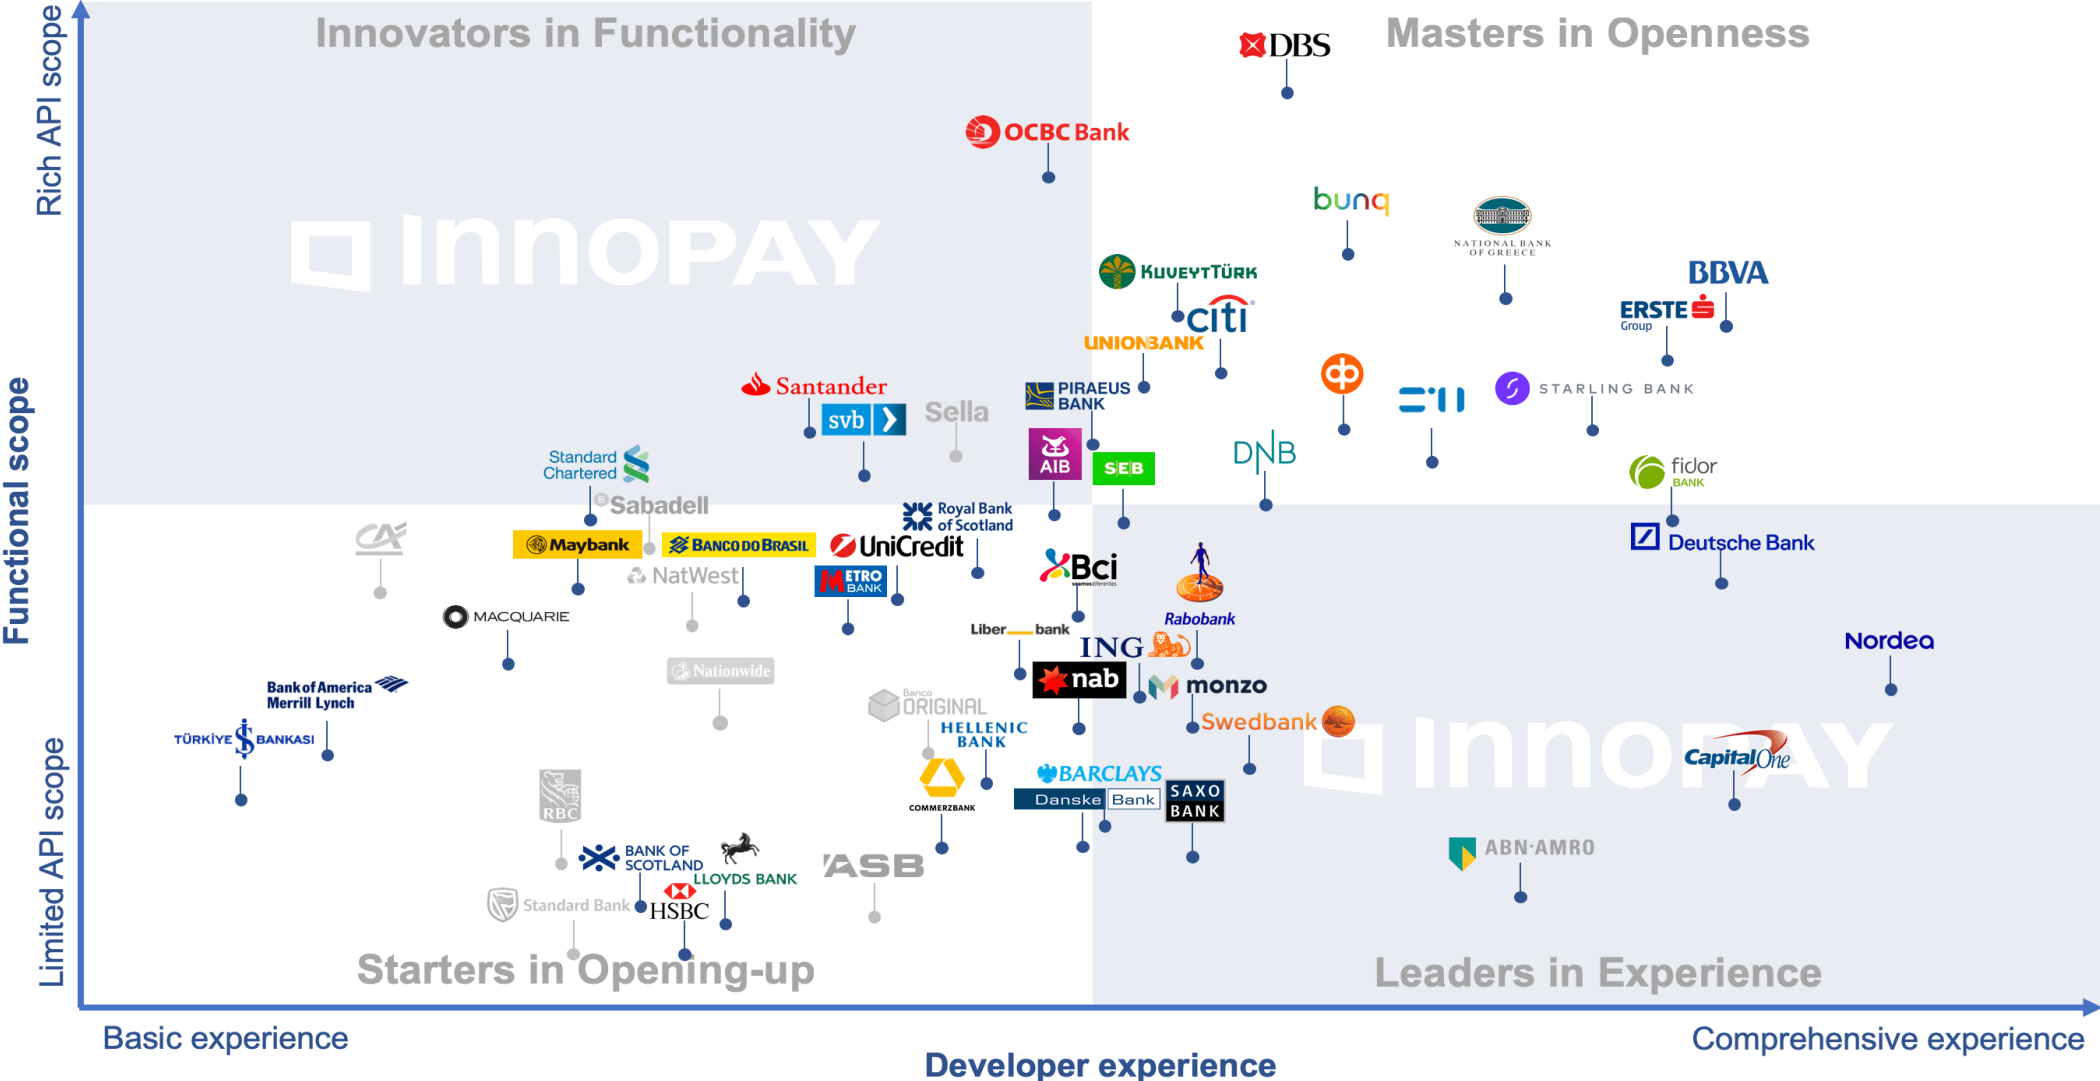 Innovators in Functionality
Masters in Openness
Rich API scope
Functional scope
Limited API scope
DBS
OCBC Bank
bunq
NATIONAL BANK
OF GREECE
INNOPAY
KUVEYTTÜRK
BBVA
citi
ERSTE
Group
UNIONBANK
Santander
PIRAEUS
BANK
op
STARLING BANK
svb
Sella
AIB
SEB
DNB
Standard
Chartered
fidor
BANK
Sabadell
Royal Bank
of Scotland
CA
Maybank
BANCO DO BRASIL
UniCredit
Deutsche Bank
NatWest
METRO
BANK
Bci
somosdiferentes
MACQUARIE
Rabobank
Liber bank
ING
Nordea
Nationwide
nab
monzo
Bank of America
Merrill Lynch
Banco
ORIGINAL
Swedbank
HELLENIC
BANK
TÜRKİYE İŞ BANKASI
INNOPAY
CapitalOne
BARCLAYS
Danske Bank
SAXO
BANK
RBC
COMMERZBANK
BANK OF
SCOTLAND
LLOYDS BANK
ASB
ABN·AMRO
Standard Bank
HSBC
Starters in Opening-up
Leaders in Experience
Basic experience
Comprehensive experience
Developer experience